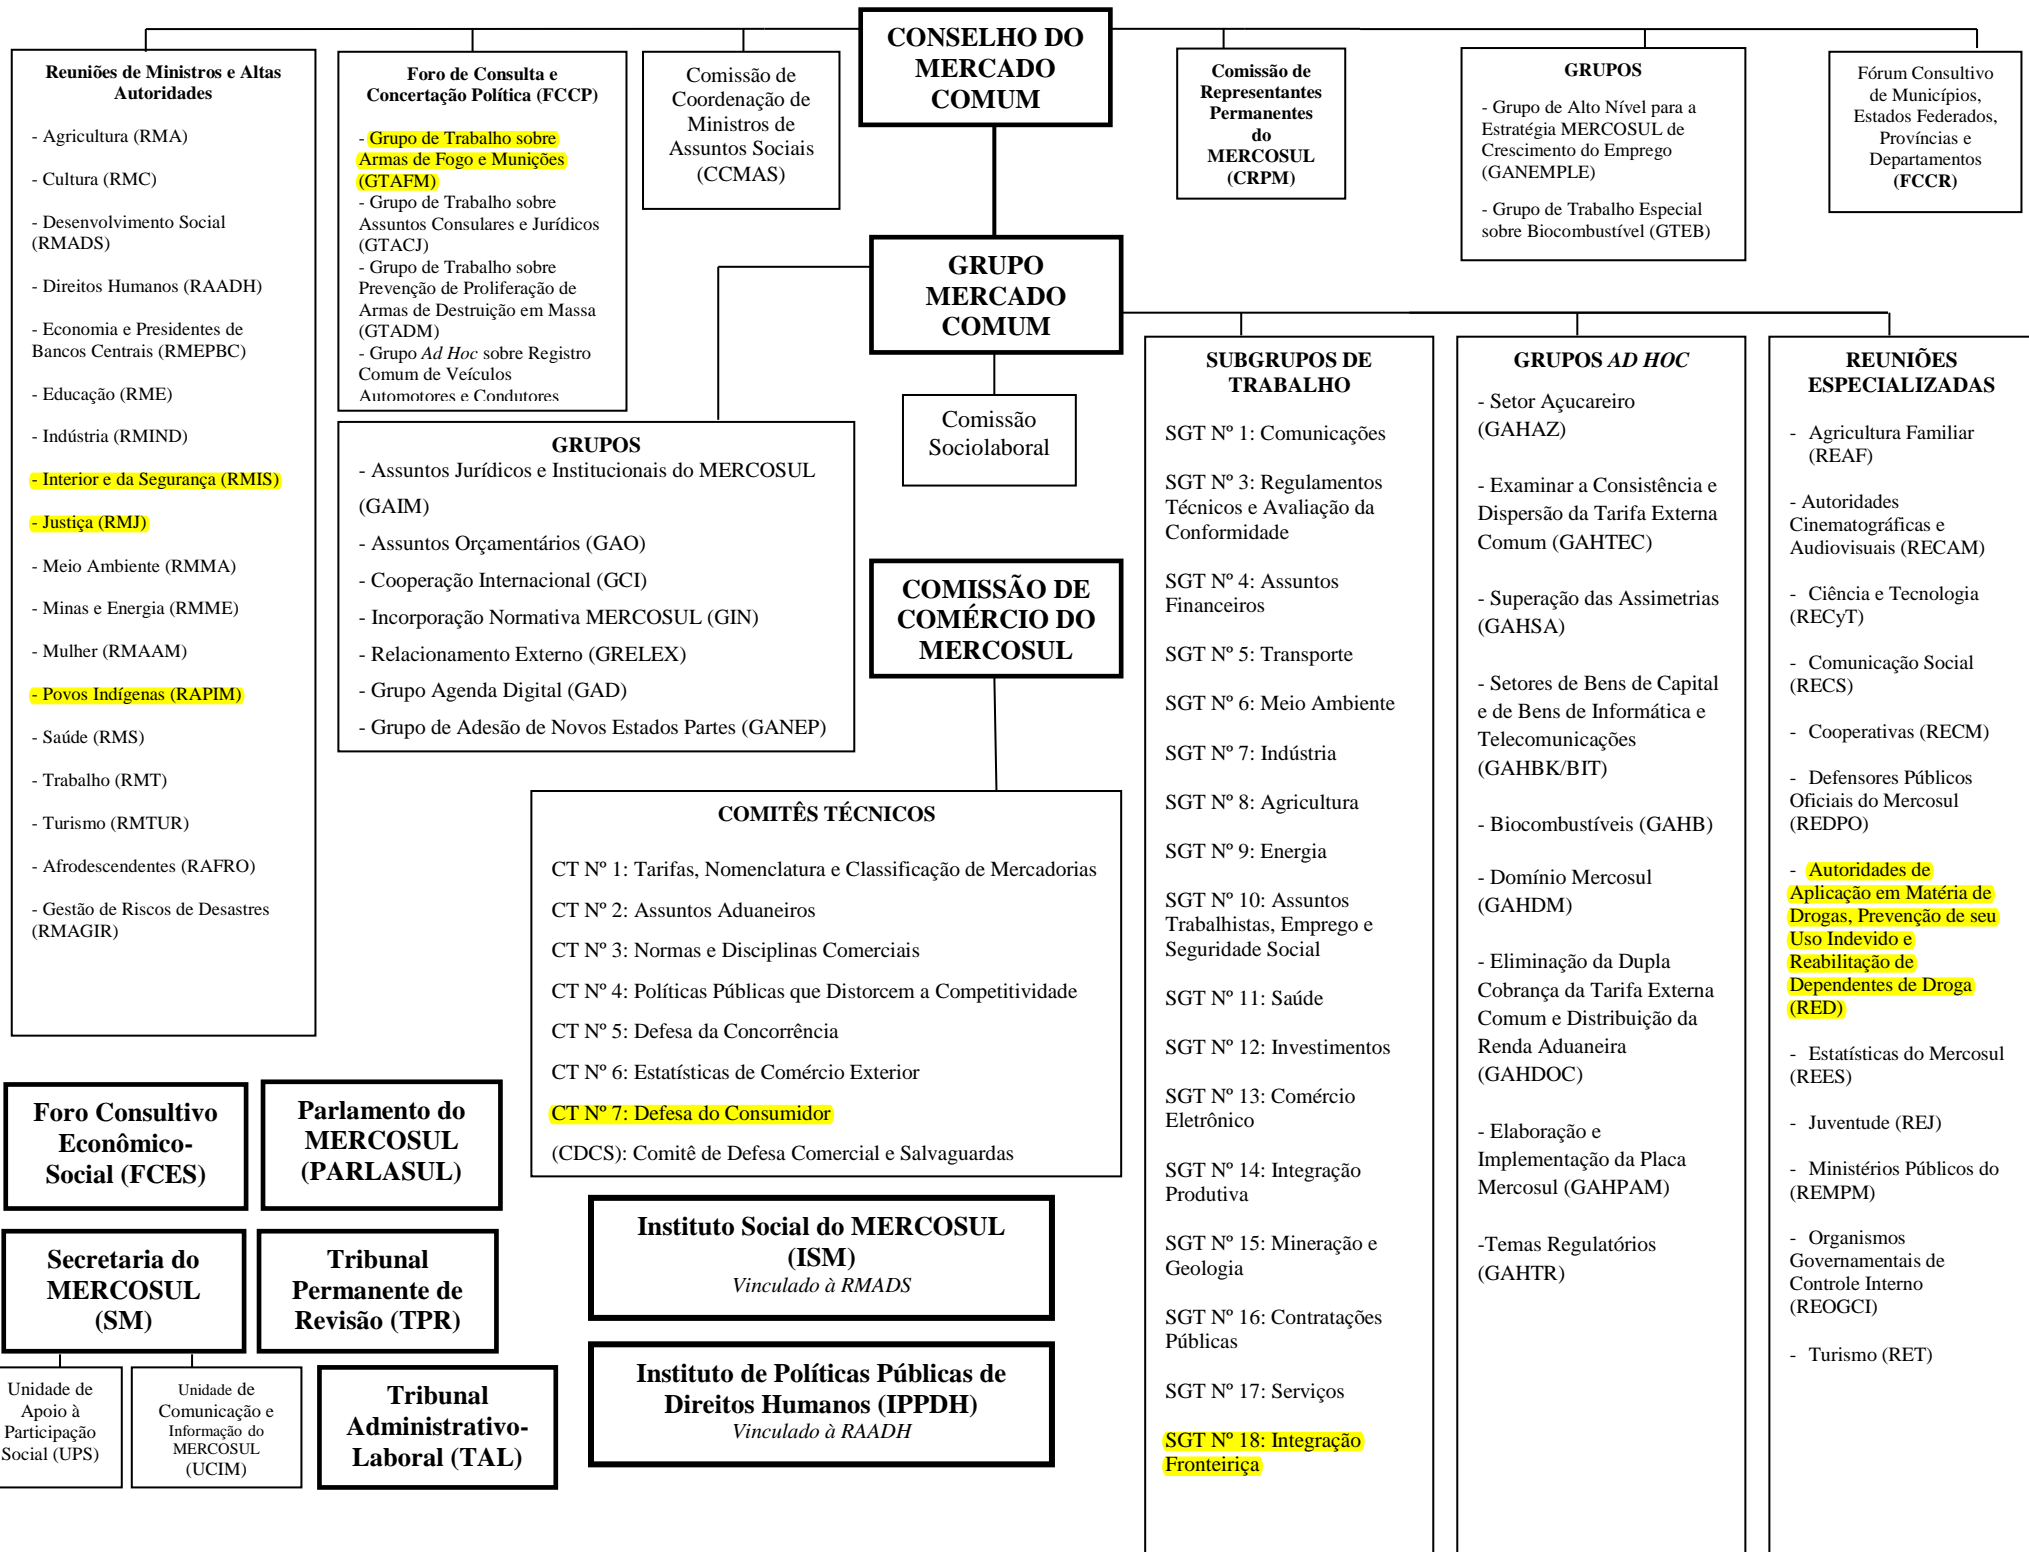 CONSELHO DO
MERCADO
COMUM
Reuniões de Ministros e Altas
Autoridades
- Agricultura (RMA)
- Cultura (RMC)
- Desenvolvimento Social
(RMADS)
- Direitos Humanos (RAADH)
- Economia e Presidentes de
Bancos Centrais (RMEPBC)
- Educação (RME)
- Indústria (RMIND)
- Interior e da Segurança (RMIS)
- Justiça (RMJ)
- Meio Ambiente (RMMA)
- Minas e Energia (RMME)
- Mulher (RMAAM)
- Povos Indígenas (RAPIM)
- Saúde (RMS)
- Trabalho (RMT)
- Turismo (RMTUR)
- Afrodescendentes (RAFRO)
- Gestão de Riscos de Desastres
(RMAGIR)
Foro de Consulta e
Concertação Política (FCCP)
- Grupo de Trabalho sobre
Armas de Fogo e Munições
(GTAFM)
- Grupo de Trabalho sobre
Assuntos Consulares e Jurídicos
(GTACJ)
- Grupo de Trabalho sobre
Prevenção de Proliferação de
Armas de Destruição em Massa
(GTADM)
- Grupo Ad Hoc sobre Registro
Comum de Veículos
Automotores e Condutores
Comissão de
Coordenação de
Ministros de
Assuntos Sociais
(CCMAS)
Comissão de
Representantes
Permanentes
do
MERCOSUL
(CRPM)
GRUPOS
- Grupo de Alto Nível para a
Estratégia MERCOSUL de
Crescimento do Emprego
(GANEMPLE)
- Grupo de Trabalho Especial
sobre Biocombustível (GTEB)
Fórum Consultivo
de Municípios,
Estados Federados,
Províncias e
Departamentos
(FCCR)
GRUPO
MERCADO
COMUM
GRUPOS
- Assuntos Jurídicos e Institucionais do MERCOSUL
(GAIM)
- Assuntos Orçamentários (GAO)
- Cooperação Internacional (GCI)
- Incorporação Normativa MERCOSUL (GIN)
- Relacionamento Externo (GRELEX)
- Grupo Agenda Digital (GAD)
- Grupo de Adesão de Novos Estados Partes (GANEP)
Comissão
Sociolaboral
SUBGRUPOS DE
TRABALHO
SGT Nº 1: Comunicações
SGT Nº 3: Regulamentos
Técnicos e Avaliação da
Conformidade
SGT Nº 4: Assuntos
Financeiros
SGT Nº 5: Transporte
SGT Nº 6: Meio Ambiente
SGT Nº 7: Indústria
SGT Nº 8: Agricultura
SGT Nº 9: Energia
SGT Nº 10: Assuntos
Trabalhistas, Emprego e
Seguridade Social
SGT Nº 11: Saúde
SGT Nº 12: Investimentos
SGT Nº 13: Comércio
Eletrônico
SGT Nº 14: Integração
Produtiva
SGT Nº 15: Mineração e
Geologia
SGT Nº 16: Contratações
Públicas
SGT Nº 17: Serviços
SGT Nº 18: Integração
Fronteiriça
GRUPOS AD HOC
- Setor Açucareiro
(GAHAZ)
- Examinar a Consistência e
Dispersão da Tarifa Externa
Comum (GAHTEC)
- Superação das Assimetrias
(GAHSA)
- Setores de Bens de Capital
e de Bens de Informática e
Telecomunicações
(GAHBK/BIT)
- Biocombustíveis (GAHB)
- Domínio Mercosul
(GAHDM)
- Eliminação da Dupla
Cobrança da Tarifa Externa
Comum e Distribuição da
Renda Aduaneira
(GAHDOC)
- Elaboração e
Implementação da Placa
Mercosul (GAHPAM)
-Temas Regulatórios
(GAHTR)
REUNIÕES
ESPECIALIZADAS
- Agricultura Familiar
(REAF)
- Autoridades
Cinematográficas e
Audiovisuais (RECAM)
- Ciência e Tecnologia
(RECyT)
- Comunicação Social
(RECS)
- Cooperativas (RECM)
- Defensores Públicos
Oficiais do Mercosul
(REDPO)
- Autoridades de
Aplicação em Matéria de
Drogas, Prevenção de seu
Uso Indevido e
Reabilitação de
Dependentes de Droga
(RED)
- Estatísticas do Mercosul
(REES)
- Juventude (REJ)
- Ministérios Públicos do
(REMPM)
- Organismos
Governamentais de
Controle Interno
(REOGCI)
- Turismo (RET)
COMISSÃO DE
COMÉRCIO DO
MERCOSUL
COMITÊS TÉCNICOS
CT Nº 1: Tarifas, Nomenclatura e Classificação de Mercadorias
CT Nº 2: Assuntos Aduaneiros
CT Nº 3: Normas e Disciplinas Comerciais
CT Nº 4: Políticas Públicas que Distorcem a Competitividade
CT Nº 5: Defesa da Concorrência
CT Nº 6: Estatísticas de Comércio Exterior
CT Nº 7: Defesa do Consumidor
(CDCS): Comitê de Defesa Comercial e Salvaguardas
Foro Consultivo
Econômico-
Social (FCES)
Parlamento do
MERCOSUL
(PARLASUL)
Secretaria do
MERCOSUL
(SM)
Tribunal
Permanente de
Revisão (TPR)
Unidade de
Apoio à
Participação
Social (UPS)
Unidade de
Comunicação e
Informação do
MERCOSUL
(UCIM)
Tribunal
Administrativo-
Laboral (TAL)
Instituto Social do MERCOSUL
(ISM)
Vinculado à RMADS
Instituto de Políticas Públicas de
Direitos Humanos (IPPDH)
Vinculado à RAADH